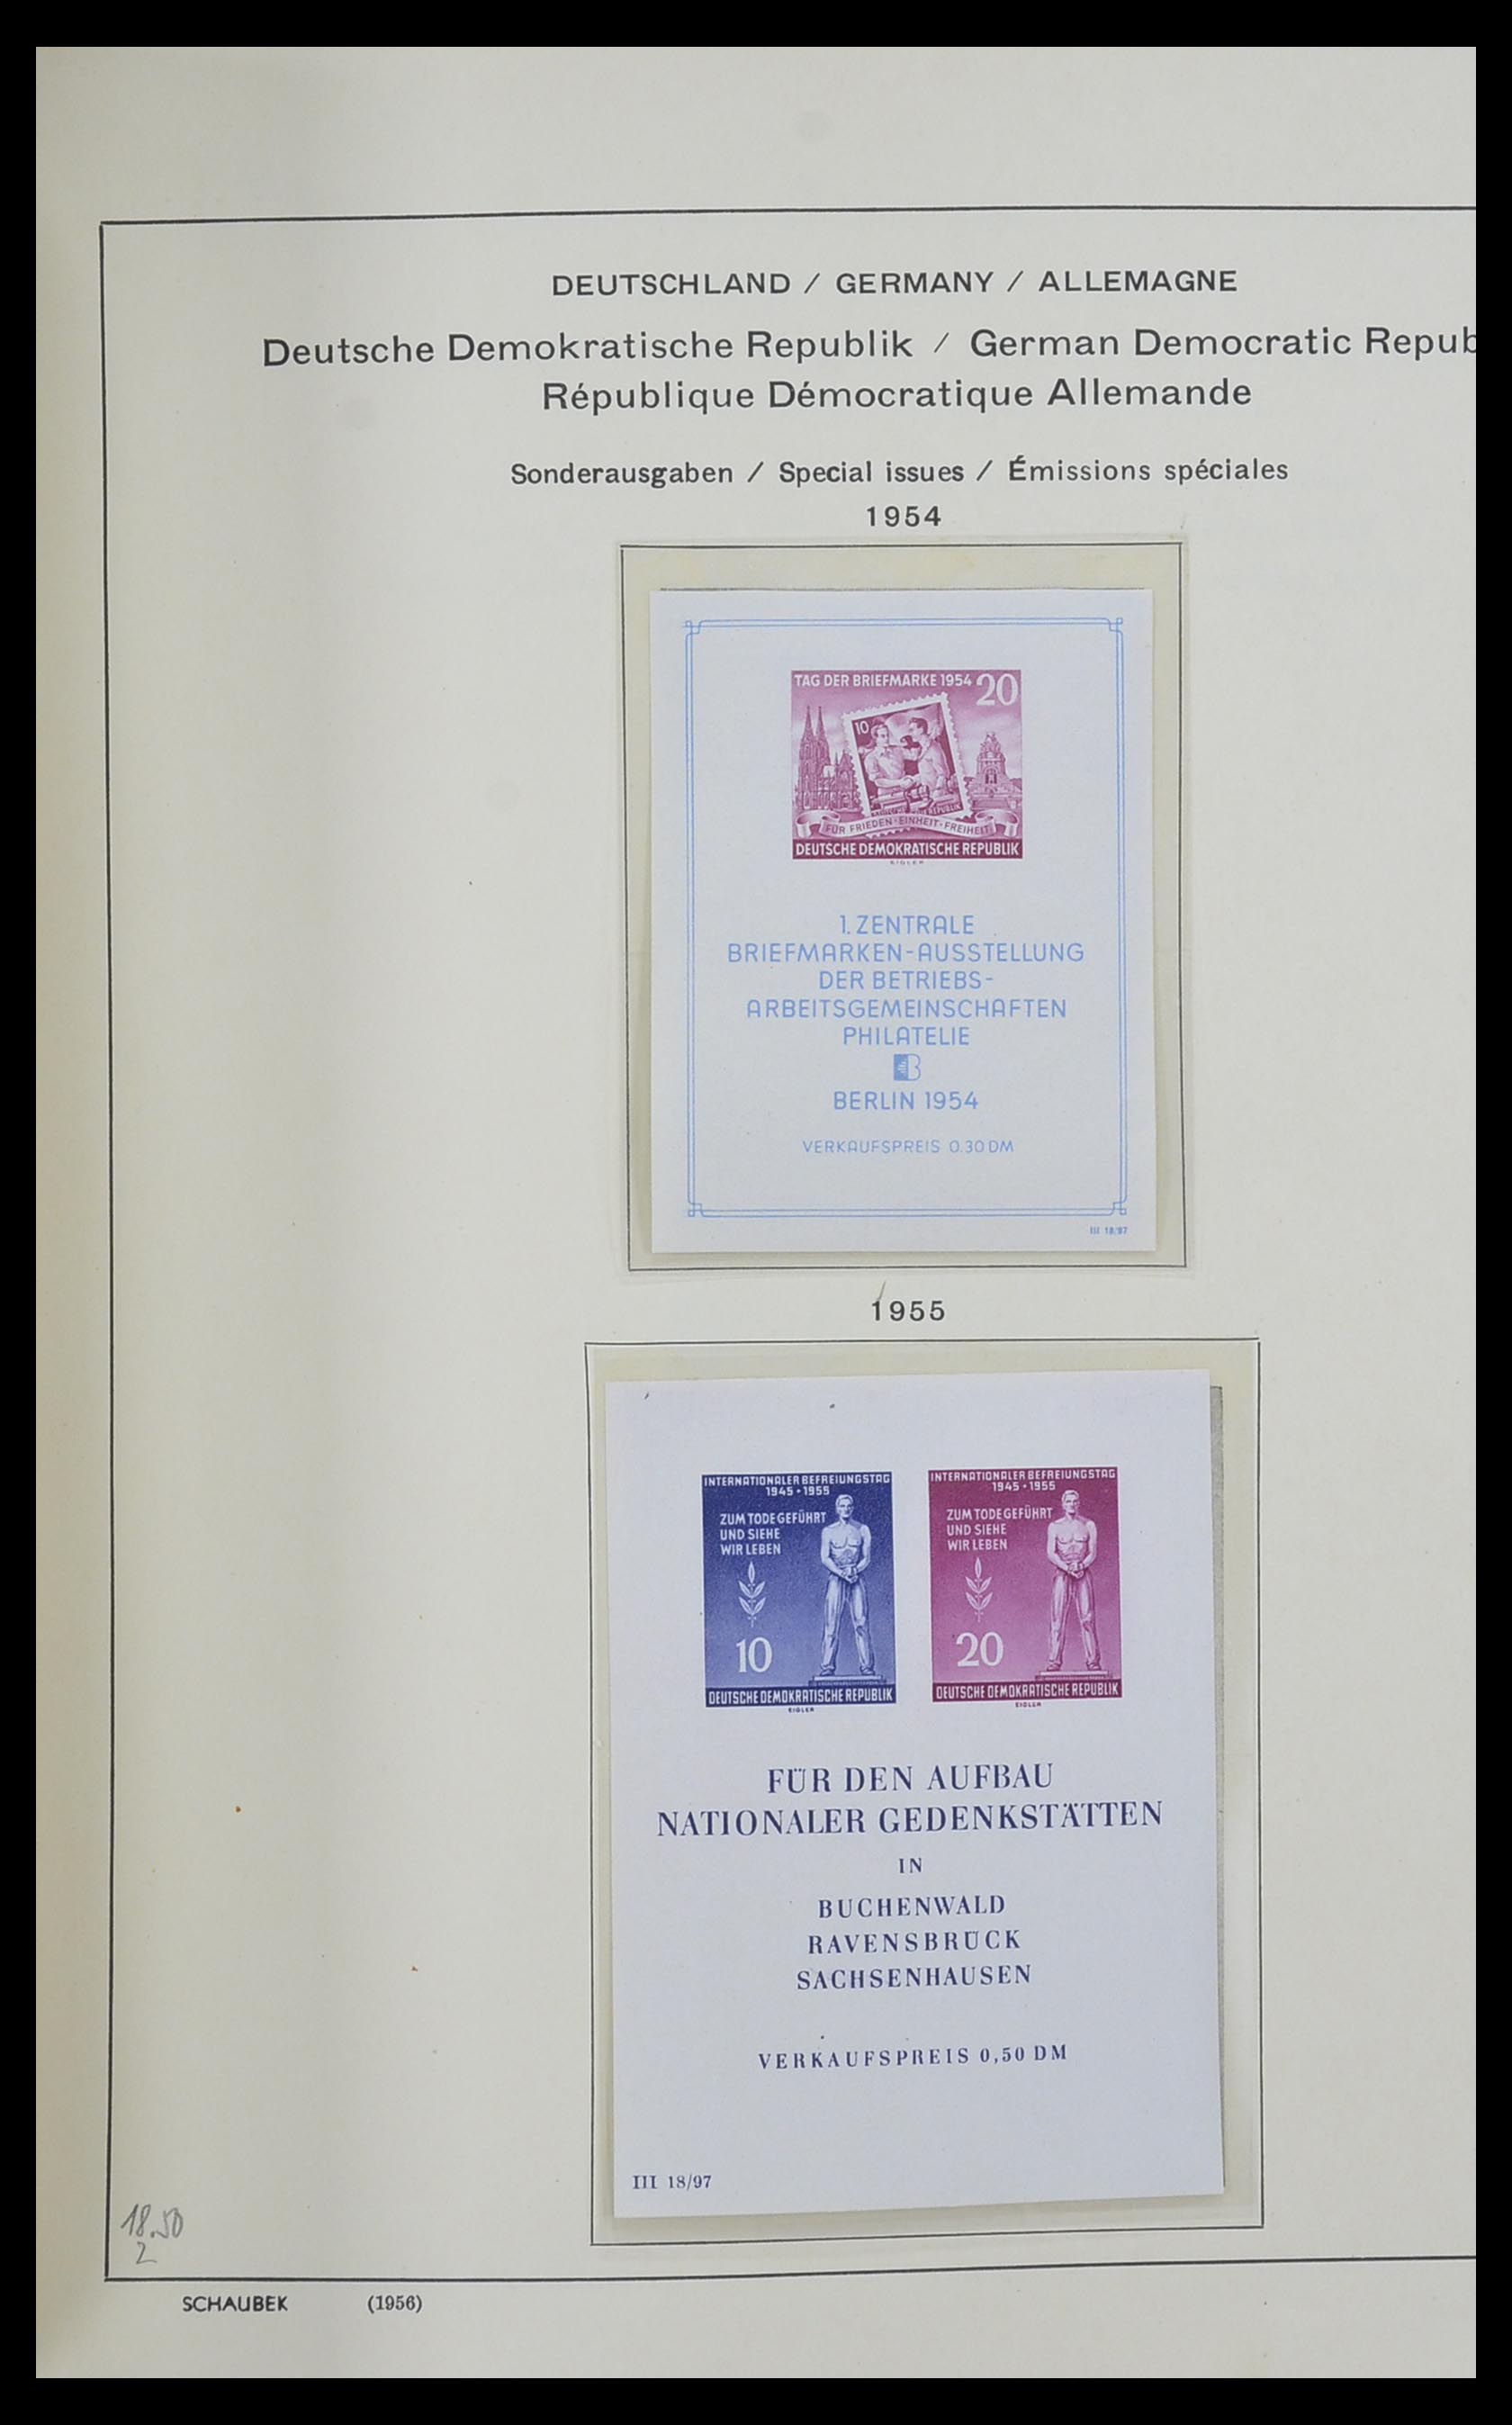 DEUTSCHLAND / GERMANY / ALLEMAGNE
Deutsche Demokratische Republik / German Democratic Repub
République Démocratique Allemande
Sonderausgaben / Special issues / Émissions spéciales
1954
TAG DER BRIEFMARKE 1954 20
10
FÜR FRIEDEN-EINHEIT-FREIHEIT
DEUTSCHE DEMOKRATISCHE REPUBLIK
EIGLER
1. ZENTRALE
BRIEFMARKEN-AUSSTELLUNG
DER BETRIEBS-
ARBEITSGEMEINSCHAFTEN
PHILATELIE
B
BERLIN 1954
VERKAUFSPREIS 0.30 DM
III 18/97
1955
INTERNATIONALER BEFREIUNGSTAG
1945 • 1955
ZUM TODE GEFÜHRT
UND SIEHE
WIR LEBEN
10
DEUTSCHE DEMOKRATISCHE REPUBLIK
EIGLER
INTERNATIONALER BEFREIUNGSTAG
1945 • 1955
ZUM TODE GEFÜHRT
UND SIEHE
WIR LEBEN
20
DEUTSCHE DEMOKRATISCHE REPUBLIK
EIGLER
FÜR DEN AUFBAU
NATIONALER GEDENKSTÄTTEN
IN
BUCHENWALD
RAVENSBRÜCK
SACHSENHAUSEN
VERKAUFSPREIS 0,50 DM
III 18/97
18.50
2
SCHAUBEK (1956)